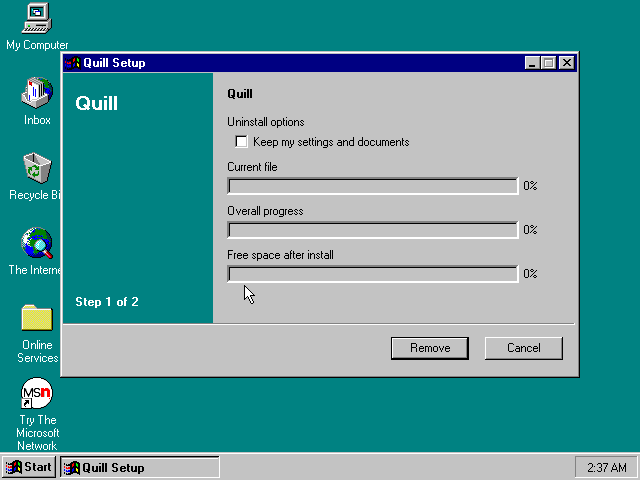 My Computer
Inbox
Recycle Bi
The Interne
Online
Services
MSn
Try The
Microsoft
Network
Quill Setup
Quill
Step 1 of 2
Quill
Uninstall options
Keep my settings and documents
Current file
0%
Overall progress
0%
Free space after install
0%
Remove
Cancel
Start
Quill Setup
2:37 AM